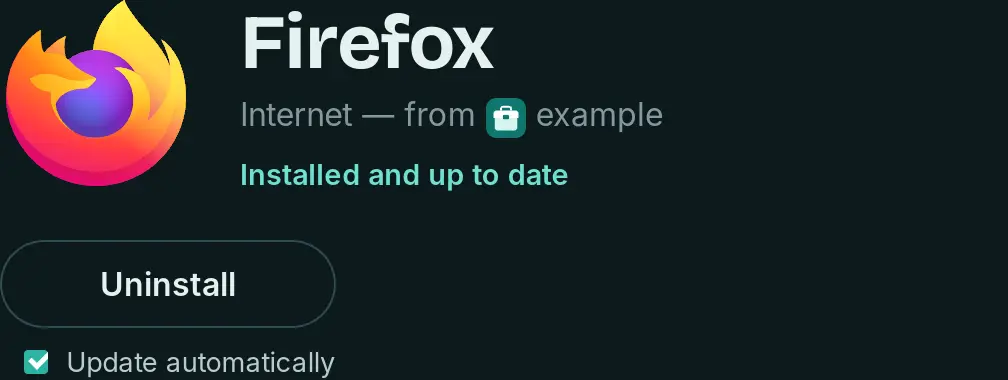 Firefox
Internet — from example
Installed and up to date
Uninstall
Update automatically